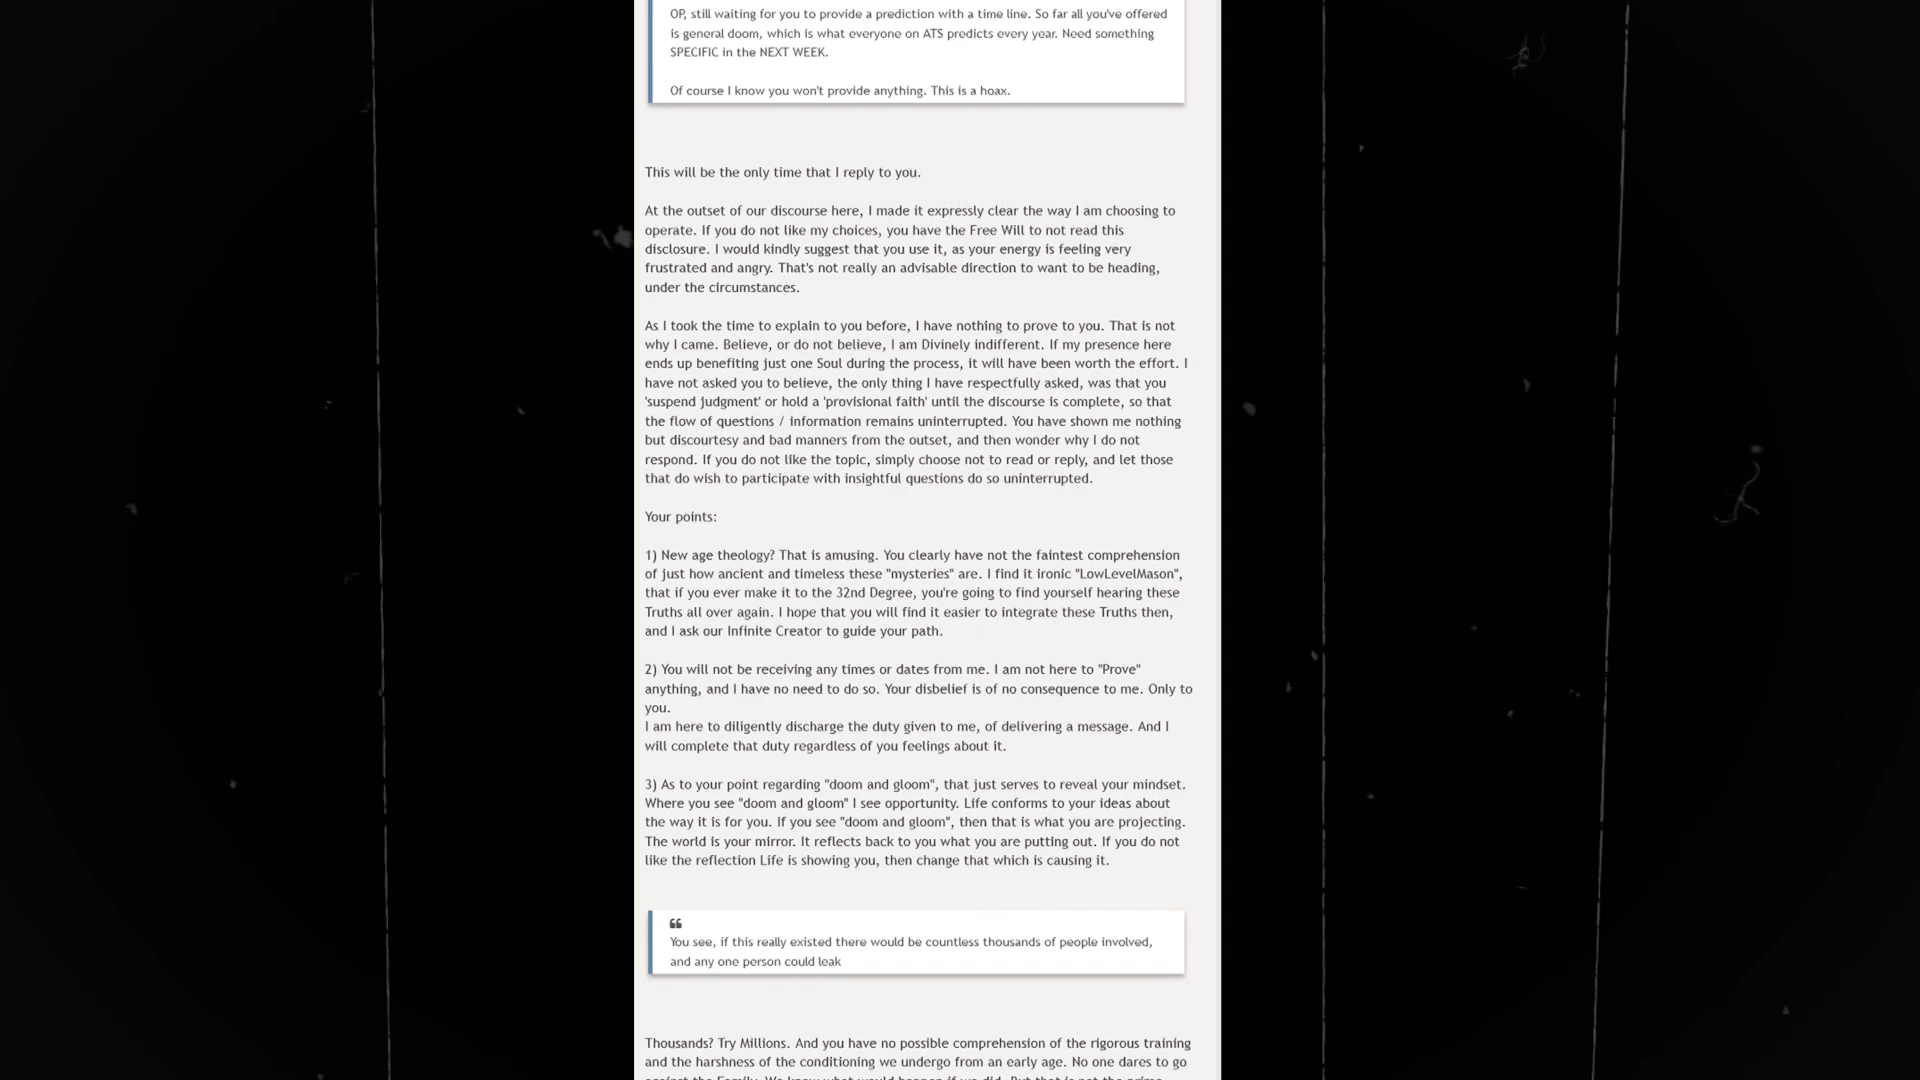 OP, still waiting for you to provide a prediction with a time line. So far all you've offered
is general doom, which is what everyone on ATS predicts every year. Need something
SPECIFIC in the NEXT WEEK.
Of course I know you won't provide anything. This is a hoax.
This will be the only time that I reply to you.
At the outset of our discourse here, I made it expressly clear the way I am choosing to
operate. If you do not like my choices, you have the Free Will to not read this
disclosure. I would kindly suggest that you use it, as your energy is feeling very
frustrated and angry. That's not really an advisable direction to want to be heading,
under the circumstances.
As I took the time to explain to you before, I have nothing to prove to you. That is not
why I came. Believe, or do not believe, I am Divinely indifferent. If my presence here
ends up benefiting just one Soul during the process, it will have been worth the effort. I
have not asked you to believe, the only thing I have respectfully asked, was that you
'suspend judgment' or hold a 'provisional faith' until the discourse is complete, so that
the flow of questions / information remains uninterrupted. You have shown me nothing
but discourtesy and bad manners from the outset, and then wonder why I do not
respond. If you do not like the topic, simply choose not to read or reply, and let those
that do wish to participate with insightful questions do so uninterrupted.
Your points:
1) New age theology? That is amusing. You clearly have not the faintest comprehension
of just how ancient and timeless these "mysteries" are. I find it ironic "LowLevelMason",
that if you ever make it to the 32nd Degree, you're going to find yourself hearing these
Truths all over again. I hope that you will find it easier to integrate these Truths then,
and I ask our Infinite Creator to guide your path.
2) You will not be receiving any times or dates from me. I am not here to "Prove"
anything, and I have no need to do so. Your disbelief is of no consequence to me. Only to
you.
I am here to diligently discharge the duty given to me, of delivering a message. And I
will complete that duty regardless of you feelings about it.
3) As to your point regarding "doom and gloom", that just serves to reveal your mindset.
Where you see "doom and gloom" I see opportunity. Life conforms to your ideas about
the way it is for you. If you see "doom and gloom", then that is what you are projecting.
The world is your mirror. It reflects back to you what you are putting out. If you do not
like the reflection Life is showing you, then change that which is causing it.
❝
You see, if this really existed there would be countless thousands of people involved,
and any one person could leak
Thousands? Try Millions. And you have no possible comprehension of the rigorous training
and the harshness of the conditioning we undergo from an early age. No one dares to go